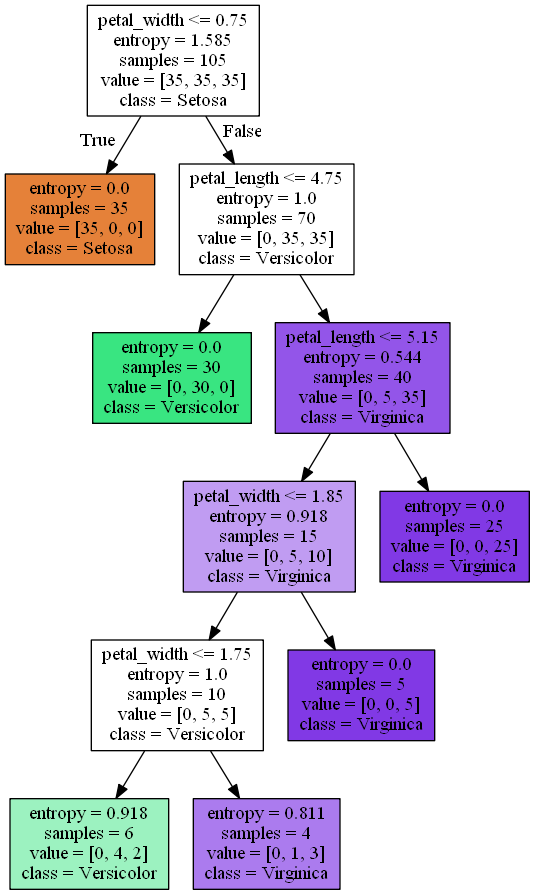 petal_width <= 0.75
entropy = 1.585
samples = 105
value = [35, 35, 35]
class = Setosa
True
False
entropy = 0.0
samples = 35
value = [35, 0, 0]
class = Setosa
petal_length <= 4.75
entropy = 1.0
samples = 70
value = [0, 35, 35]
class = Versicolor
entropy = 0.0
samples = 30
value = [0, 30, 0]
class = Versicolor
petal_length <= 5.15
entropy = 0.544
samples = 40
value = [0, 5, 35]
class = Virginica
petal_width <= 1.85
entropy = 0.918
samples = 15
value = [0, 5, 10]
class = Virginica
entropy = 0.0
samples = 25
value = [0, 0, 25]
class = Virginica
petal_width <= 1.75
entropy = 1.0
samples = 10
value = [0, 5, 5]
class = Versicolor
entropy = 0.0
samples = 5
value = [0, 0, 5]
class = Virginica
entropy = 0.918
samples = 6
value = [0, 4, 2]
class = Versicolor
entropy = 0.811
samples = 4
value = [0, 1, 3]
class = Virginica